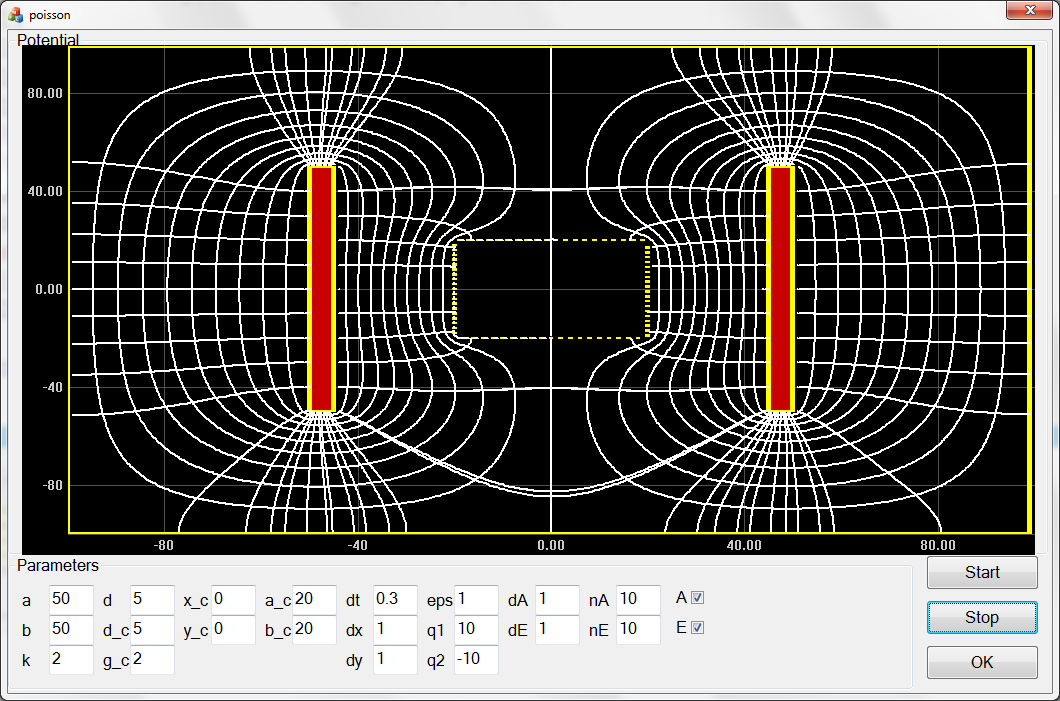 poisson
Potential
80.00
40.00
0.00
-40
-80
-80 -40 0.00 40.00 80.00
Parameters
a 50 d 5 x_c 0 a_c 20 dt 0.3 eps 1 dA 1 nA 10 A
b 50 d_c 5 y_c 0 b_c 20 dx 1 q1 10 dE 1 nE 10 E
k 2 g_c 2 dy 1 q2 -10
Start
Stop
OK